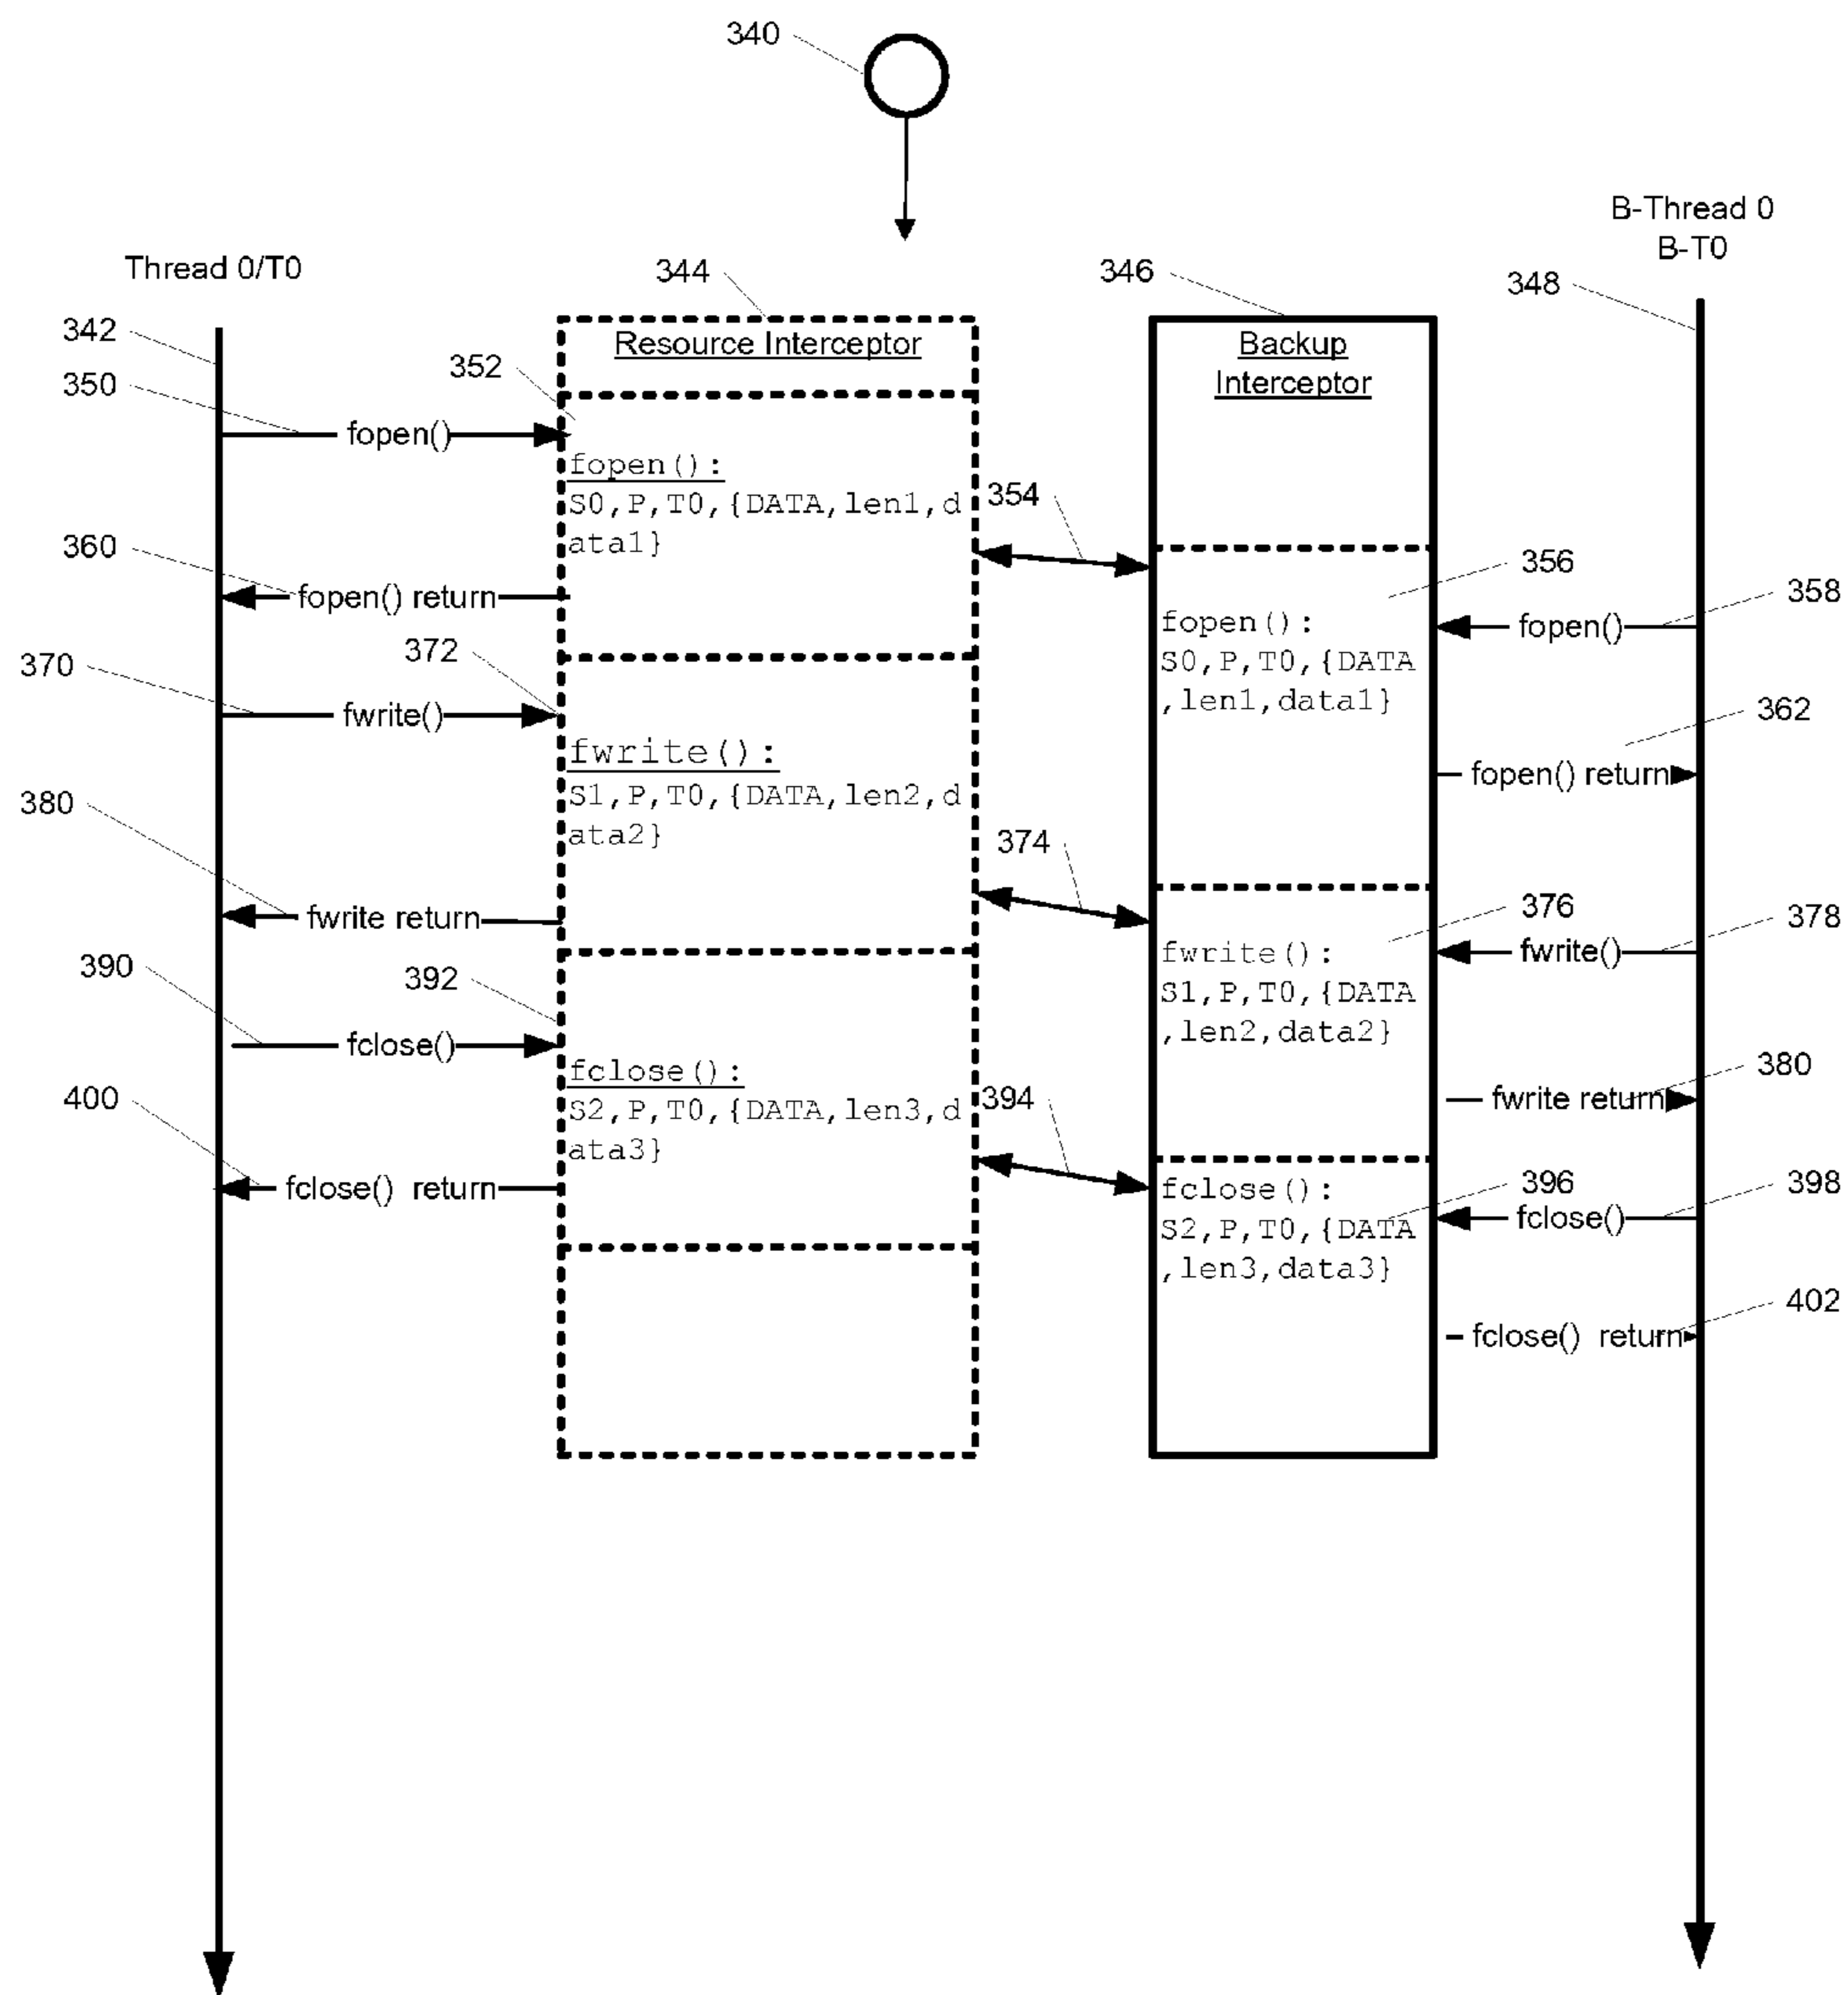 340
B-Thread 0
B-T0
Thread 0/T0
344
346
348
342
Resource Interceptor
Backup
Interceptor
352
350
fopen()
fopen():
S0,P,T0,{DATA,len1,d
ata1}
354
360
fopen() return
356
358
fopen():
fopen()
S0,P,T0,{DATA
,len1,data1}
372
370
fwrite()
362
fwrite():
S1,P,T0,{DATA,len2,d
ata2}
fopen() return
380
374
fwrite return
376
378
fwrite():
fwrite()
S1,P,T0,{DATA
,len2,data2}
390
392
fclose()
fclose():
S2,P,T0,{DATA,len3,d
ata3}
380
fwrite return
400
394
fclose() return
396
398
fclose():
fclose()
S2,P,T0,{DATA
,len3,data3}
402
fclose() return